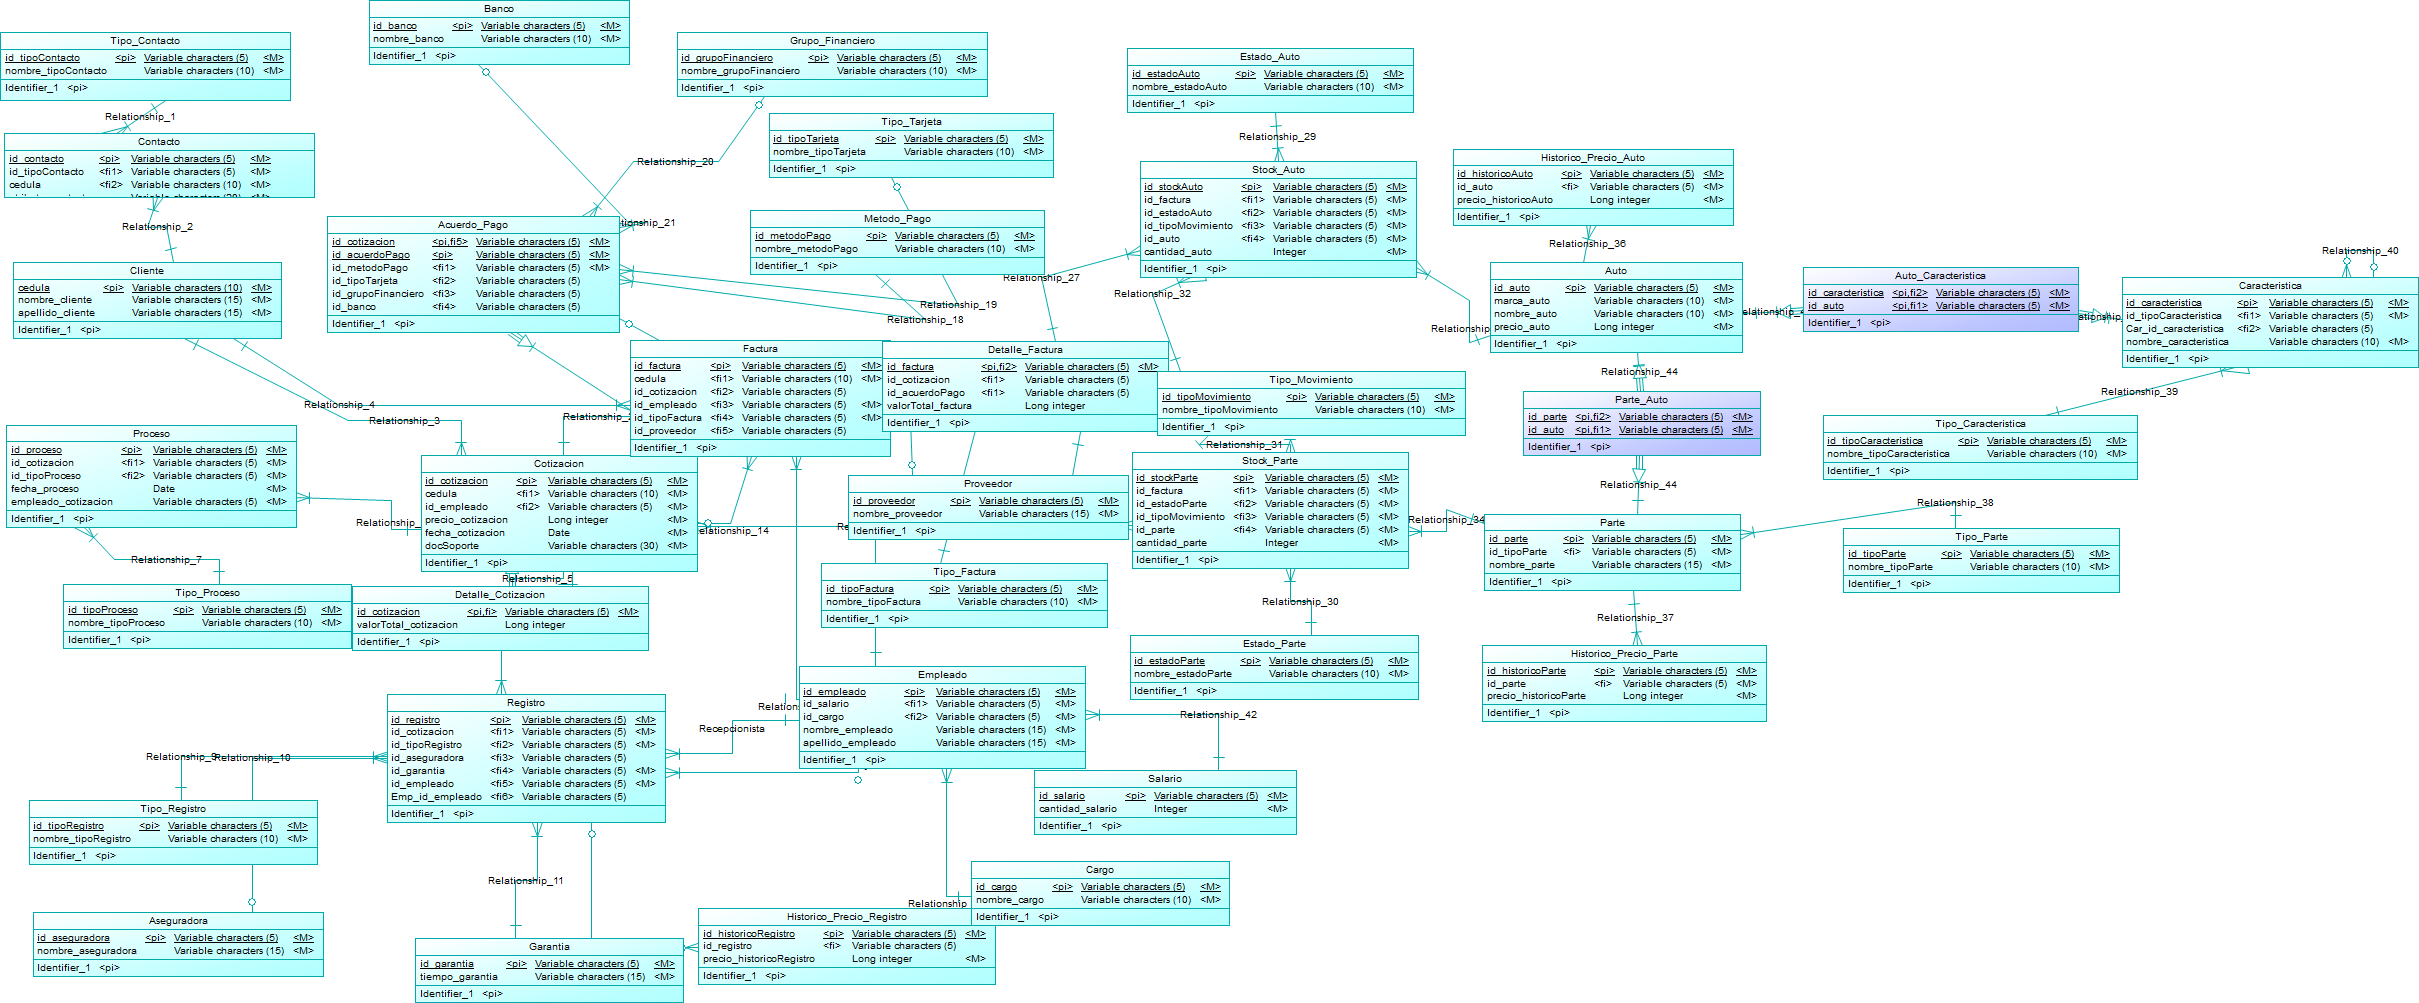 Banco
id_banco <pi> Variable characters (5) <M>
nombre_banco Variable characters (10) <M>
Identifier_1 <pi>
Tipo_Contacto
id_tipoContacto <pi> Variable characters (5) <M>
nombre_tipoContacto Variable characters (10) <M>
Identifier_1 <pi>
Grupo_Financiero
id_grupoFinanciero <pi> Variable characters (5) <M>
nombre_grupoFinanciero Variable characters (10) <M>
Identifier_1 <pi>
Estado_Auto
id_estadoAuto <pi> Variable characters (5) <M>
nombre_estadoAuto Variable characters (10) <M>
Identifier_1 <pi>
Relationship_1
Tipo_Tarjeta
id_tipoTarjeta <pi> Variable characters (5) <M>
nombre_tipoTarjeta Variable characters (10) <M>
Identifier_1 <pi>
Relationship_29
Contacto
id_contacto <pi> Variable characters (5) <M>
id_tipoContacto <fi1> Variable characters (5) <M>
cedula <fi2> Variable characters (10) <M>
Relationship_20
Stock_Auto
id_stockAuto <pi> Variable characters (5) <M>
id_factura <fi1> Variable characters (5) <M>
id_estadoAuto <fi2> Variable characters (5) <M>
id_tipoMovimiento <fi3> Variable characters (5) <M>
id_auto <fi4> Variable characters (5) <M>
cantidad_auto Integer <M>
Identifier_1 <pi>
Historico_Precio_Auto
id_historicoAuto <pi> Variable characters (5) <M>
id_auto <fi> Variable characters (5) <M>
precio_historicoAuto Long integer <M>
Identifier_1 <pi>
Relationship_2
tionship_21
Acuerdo_Pago
id_cotizacion <pi,fi5> Variable characters (5) <M>
id_acuerdoPago <pi> Variable characters (5) <M>
id_metodoPago <fi1> Variable characters (5) <M>
id_tipoTarjeta <fi2> Variable characters (5)
id_grupoFinanciero <fi3> Variable characters (5)
id_banco <fi4> Variable characters (5)
Identifier_1 <pi>
Metodo_Pago
id_metodoPago <pi> Variable characters (5) <M>
nombre_metodoPago Variable characters (10) <M>
Identifier_1 <pi>
Relationship_36
Relationship_40
Cliente
cedula <pi> Variable characters (10) <M>
nombre_cliente Variable characters (15) <M>
apellido_cliente Variable characters (15) <M>
Identifier_1 <pi>
Relationship_27
Relationship_32
Relationship_19
Relationship_18
Auto
id_auto <pi> Variable characters (5) <M>
marca_auto Variable characters (10) <M>
nombre_auto Variable characters (10) <M>
precio_auto Long integer <M>
Identifier_1 <pi>
Auto_Caracteristica
id_caracteristica <pi,fi2> Variable characters (5) <M>
id_auto <pi,fi1> Variable characters (5) <M>
Identifier_1 <pi>
Caracteristica
id_caracteristica <pi> Variable characters (5) <M>
id_tipoCaracteristica <fi1> Variable characters (5) <M>
Car_id_caracteristica <fi2> Variable characters (5)
nombre_caracteristica Variable characters (10) <M>
Identifier_1 <pi>
Relationship_
Factura
id_factura <pi> Variable characters (5) <M>
cedula <fi1> Variable characters (10) <M>
id_cotizacion <fi2> Variable characters (5)
id_empleado <fi3> Variable characters (5) <M>
id_tipoFactura <fi4> Variable characters (5) <M>
id_proveedor <fi5> Variable characters (5)
Identifier_1 <pi>
Detalle_Factura
id_factura <pi,fi2> Variable characters (5) <M>
id_cotizacion <fi1> Variable characters (5)
id_acuerdoPago <fi1> Variable characters (5)
valorTotal_factura Long integer
Identifier_1 <pi>
Tipo_Movimiento
id_tipoMovimiento <pi> Variable characters (5) <M>
nombre_tipoMovimiento Variable characters (10) <M>
Identifier_1 <pi>
Relationship_44
Parte_Auto
id_parte <pi,fi2> Variable characters (5) <M>
id_auto <pi,fi1> Variable characters (5) <M>
Identifier_1 <pi>
Relationship_39
Tipo_Caracteristica
id_tipoCaracteristica <pi> Variable characters (5) <M>
nombre_tipoCaracteristica Variable characters (10) <M>
Identifier_1 <pi>
Relationship_4
Relationship_3
Relationship_
Proceso
id_proceso <pi> Variable characters (5) <M>
id_cotizacion <fi1> Variable characters (5) <M>
id_tipoProceso <fi2> Variable characters (5) <M>
fecha_proceso Date <M>
empleado_cotizacion Variable characters (5) <M>
Identifier_1 <pi>
Cotizacion
id_cotizacion <pi> Variable characters (5) <M>
cedula <fi1> Variable characters (10) <M>
id_empleado <fi2> Variable characters (5) <M>
precio_cotizacion Long integer <M>
fecha_cotizacion Date <M>
docSoporte Variable characters (30) <M>
Identifier_1 <pi>
Relationship_31
Stock_Parte
id_stockParte <pi> Variable characters (5) <M>
id_factura <fi1> Variable characters (5) <M>
id_estadoParte <fi2> Variable characters (5) <M>
id_tipoMovimiento <fi3> Variable characters (5) <M>
id_parte <fi4> Variable characters (5) <M>
cantidad_parte Integer <M>
Identifier_1 <pi>
Proveedor
id_proveedor <pi> Variable characters (5) <M>
nombre_proveedor Variable characters (15) <M>
Identifier_1 <pi>
Relationship_44
Relationship_38
Relationship_34
Relationship_
elationship_14
Parte
id_parte <pi> Variable characters (5) <M>
id_tipoParte <fi> Variable characters (5) <M>
nombre_parte Variable characters (15) <M>
Identifier_1 <pi>
Tipo_Parte
id_tipoParte <pi> Variable characters (5) <M>
nombre_tipoParte Variable characters (10) <M>
Identifier_1 <pi>
Relationship_7
Relationship_5
Tipo_Proceso
id_tipoProceso <pi> Variable characters (5) <M>
nombre_tipoProceso Variable characters (10) <M>
Identifier_1 <pi>
Detalle_Cotizacion
id_cotizacion <pi,fi> Variable characters (5) <M>
valorTotal_cotizacion Long integer
Identifier_1 <pi>
Tipo_Factura
id_tipoFactura <pi> Variable characters (5) <M>
nombre_tipoFactura Variable characters (10) <M>
Identifier_1 <pi>
Relationship_30
Relationship_37
Estado_Parte
id_estadoParte <pi> Variable characters (5) <M>
nombre_estadoParte Variable characters (10) <M>
Identifier_1 <pi>
Historico_Precio_Parte
id_historicoParte <pi> Variable characters (5) <M>
id_parte <fi> Variable characters (5) <M>
precio_historicoParte Long integer <M>
Identifier_1 <pi>
Registro
id_registro <pi> Variable characters (5) <M>
id_cotizacion <fi1> Variable characters (5) <M>
id_tipoRegistro <fi2> Variable characters (5) <M>
id_aseguradora <fi3> Variable characters (5)
id_garantia <fi4> Variable characters (5) <M>
id_empleado <fi5> Variable characters (5) <M>
Emp_id_empleado <fi6> Variable characters (5)
Identifier_1 <pi>
Empleado
id_empleado <pi> Variable characters (5) <M>
id_salario <fi1> Variable characters (5) <M>
id_cargo <fi2> Variable characters (5) <M>
nombre_empleado Variable characters (15) <M>
apellido_empleado Variable characters (15) <M>
Identifier_1 <pi>
Recepcionista
Relationship_42
Relationship_10
Salario
id_salario <pi> Variable characters (5) <M>
cantidad_salario Integer <M>
Identifier_1 <pi>
Tipo_Registro
id_tipoRegistro <pi> Variable characters (5) <M>
nombre_tipoRegistro Variable characters (10) <M>
Identifier_1 <pi>
Relationship_11
Cargo
id_cargo <pi> Variable characters (5) <M>
nombre_cargo Variable characters (10) <M>
Identifier_1 <pi>
Relationship
Aseguradora
id_aseguradora <pi> Variable characters (5) <M>
nombre_aseguradora Variable characters (15) <M>
Identifier_1 <pi>
Historico_Precio_Registro
id_historicoRegistro <pi> Variable characters (5) <M>
id_registro <fi> Variable characters (5)
precio_historicoRegistro Long integer <M>
Identifier_1 <pi>
Garantia
id_garantia <pi> Variable characters (5) <M>
tiempo_garantia Variable characters (15) <M>
Identifier_1 <pi>